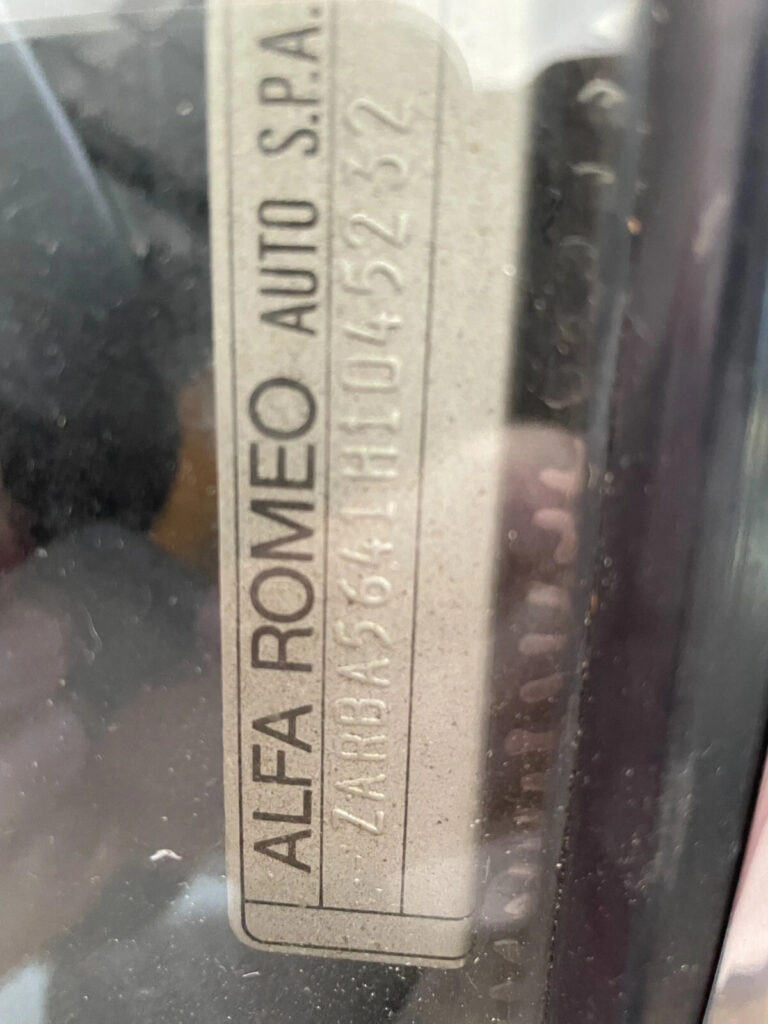 ALFA ROMEO AUTO S.P.A.
ZARBA5641H1045232